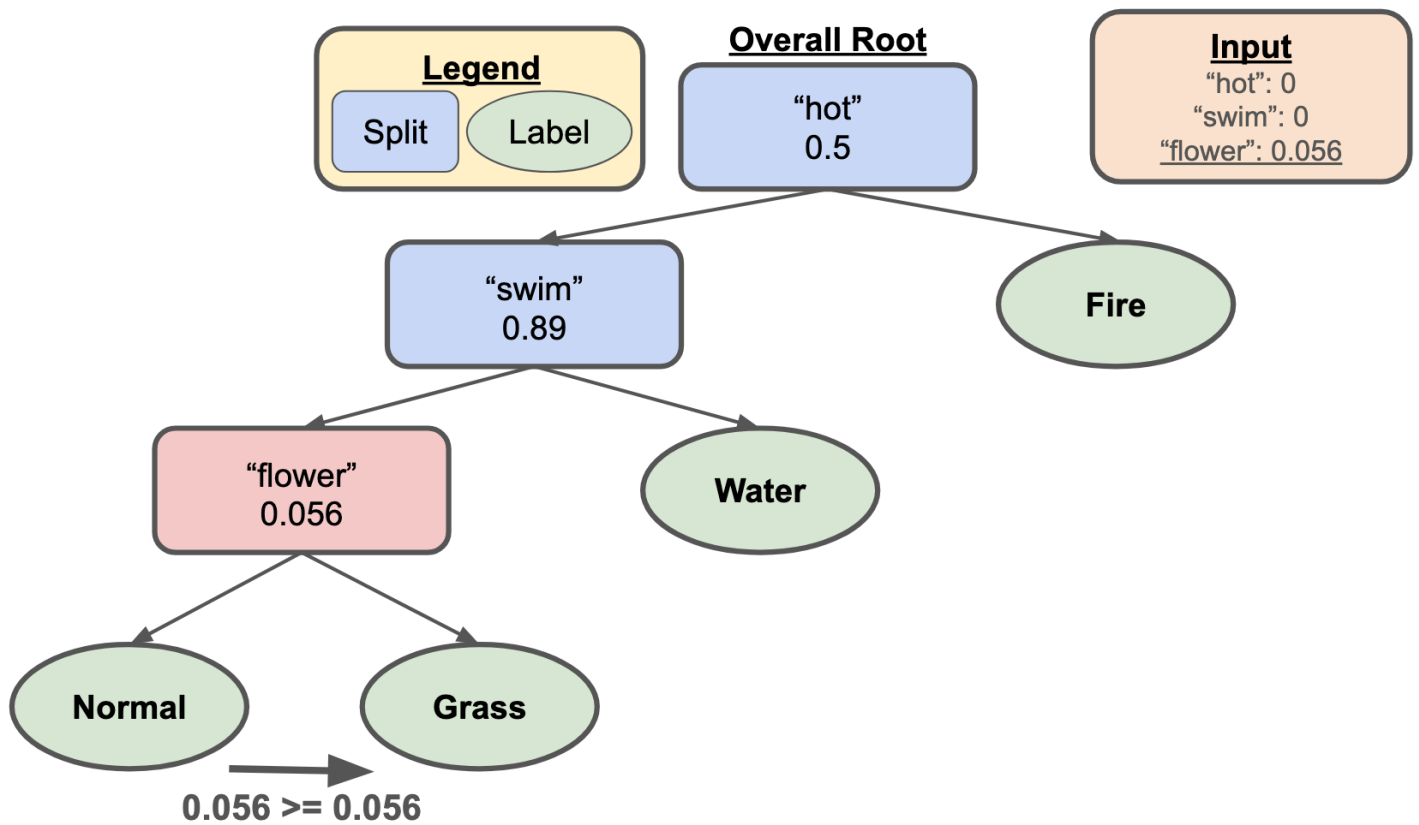 Legend
Split
Label
Overall Root
“hot”
0.5
Input
“hot”: 0
“swim”: 0
“flower”: 0.056
“swim”
0.89
Fire
“flower”
0.056
Water
Normal
Grass
0.056 >= 0.056